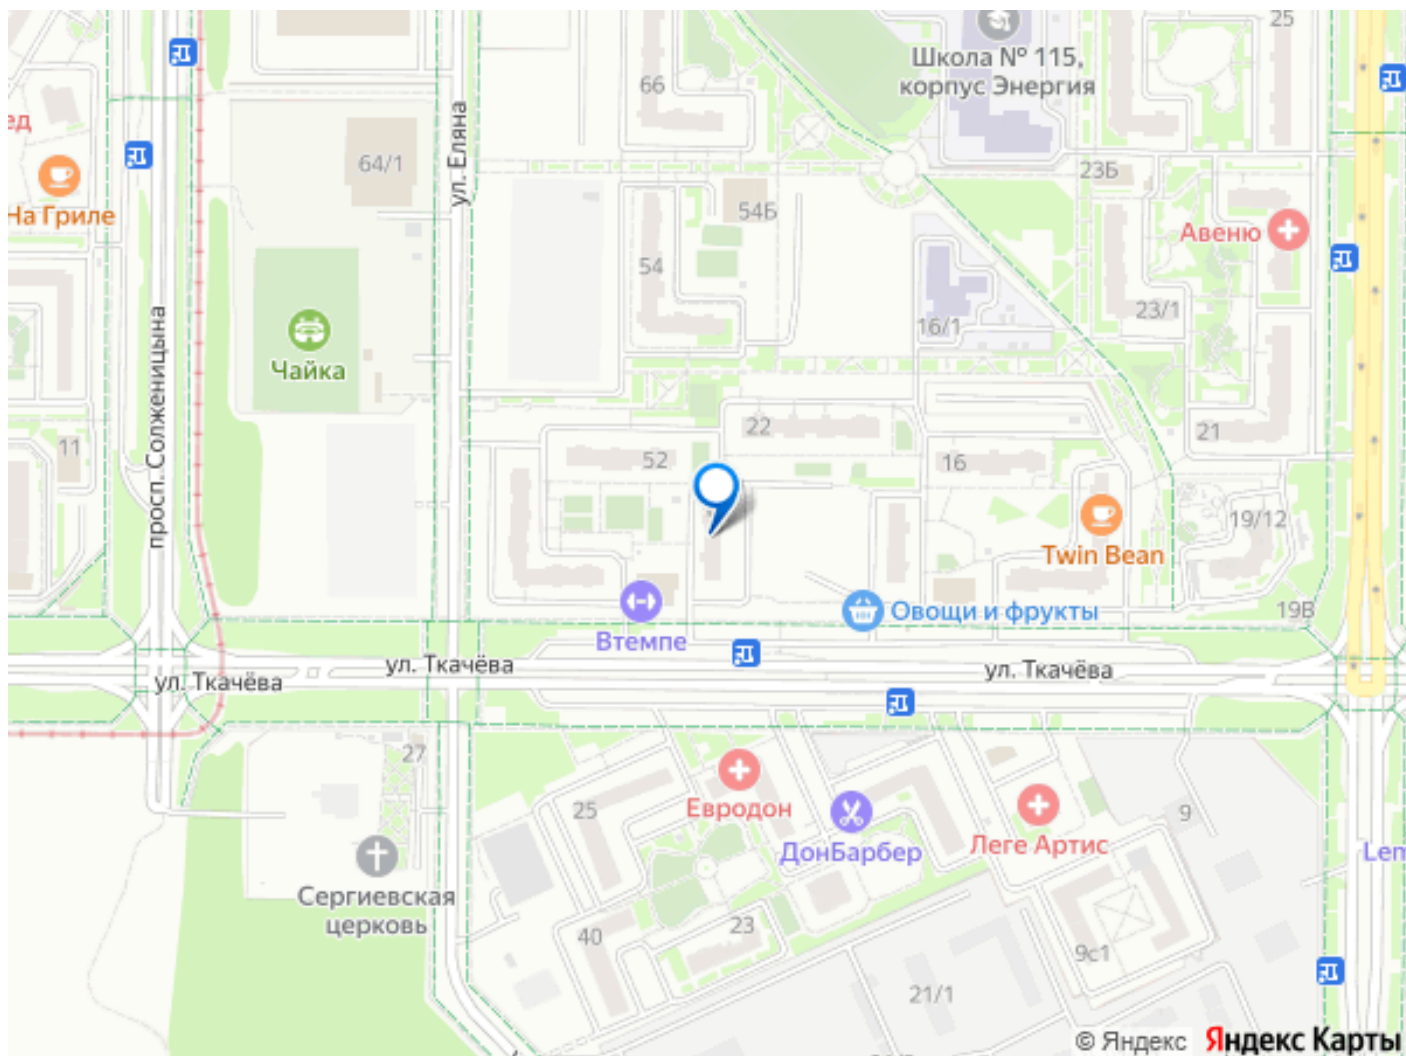 25
Школа № 115,
корпус Энергия
66
ул. Еляна
64/1
ед
На Гриле
23Б
54Б
Авеню
54
23/1
16/1
Чайка
просп. Солженицына
11
22
21
52
16
19/12
Twin Bean
19В
Овощи и фрукты
Втемпе
ул. Ткачёва
ул. Ткачёва
ул. Ткачёва
27
25
Евродон
9
ДонБарбер
Леге Артис
Lem
Сергиевская
церковь
40
23
9с1
21/1
© Яндекс Яндекс Карты